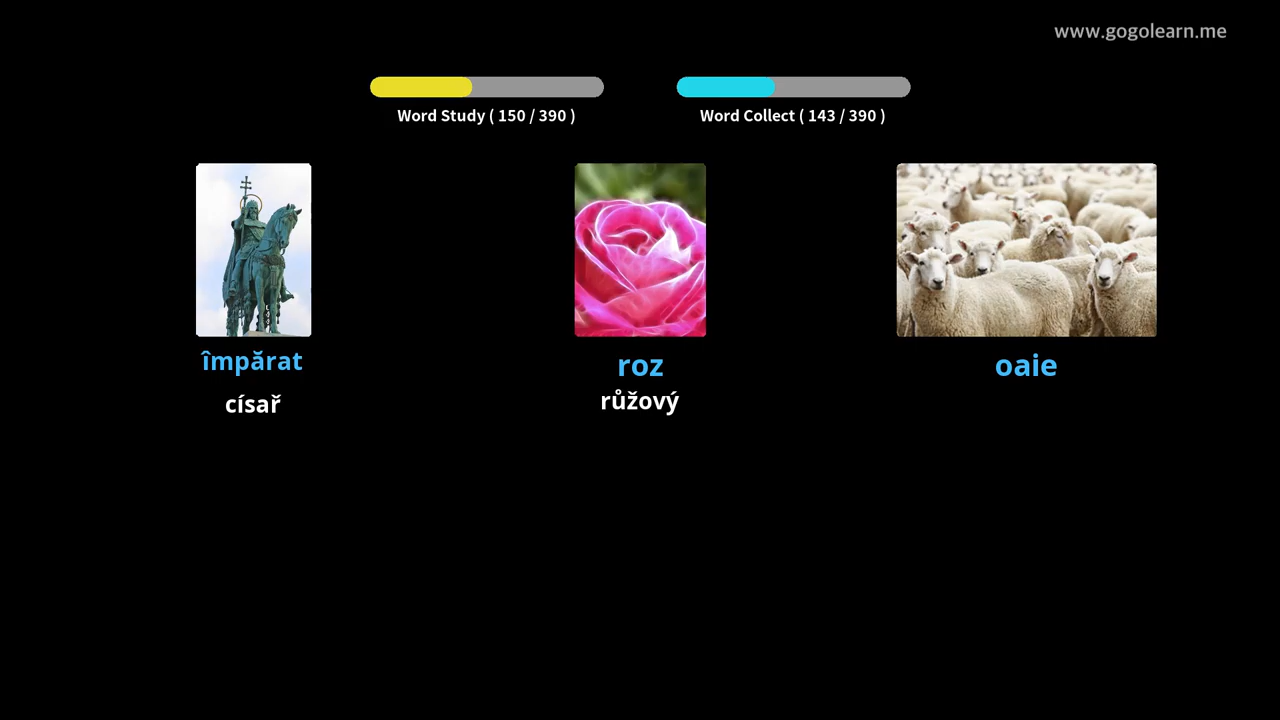 www.gogolearn.me
Word Study ( 150 / 390 )
Word Collect ( 143 / 390 )
împărat
roz
oaie
císař
růžový